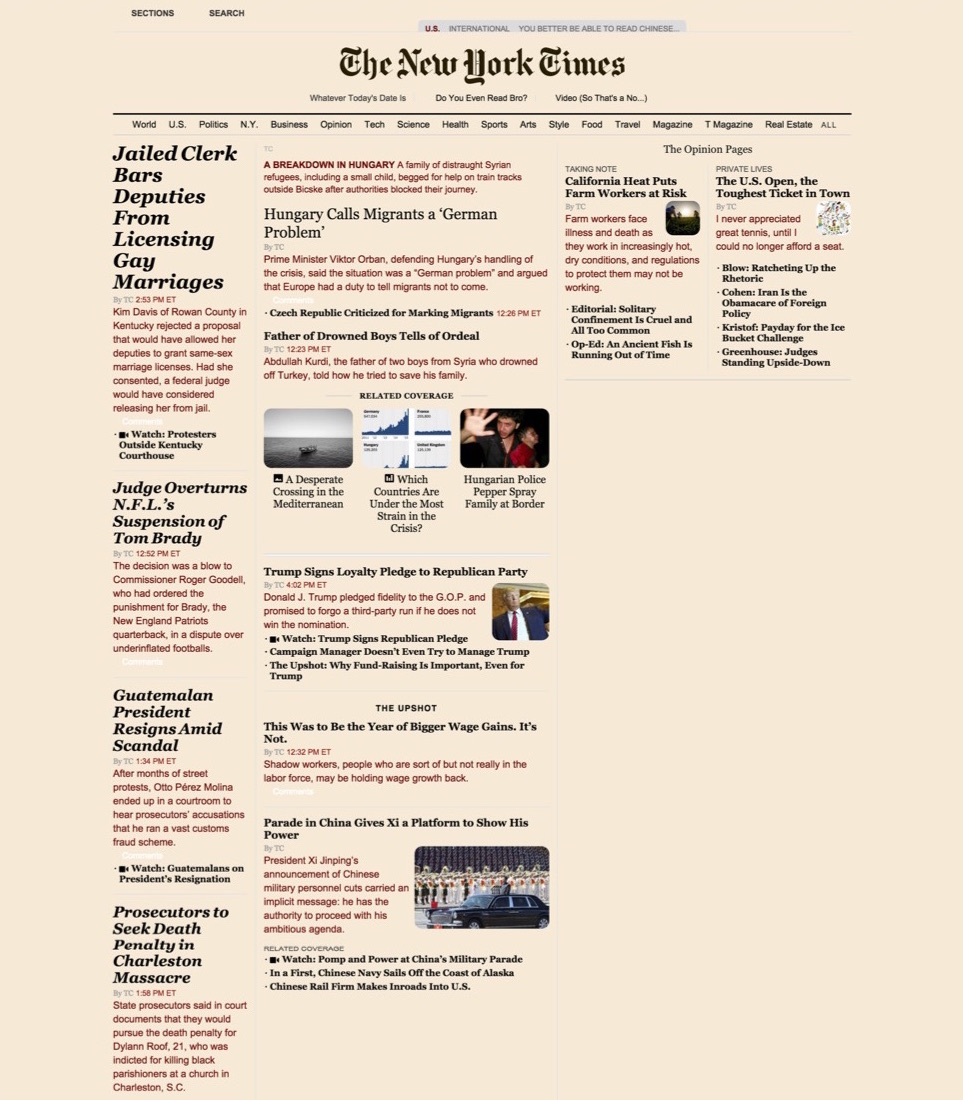 SECTIONS SEARCH
U.S. INTERNATIONAL YOU BETTER BE ABLE TO READ CHINESE...
The New York Times
Whatever Today's Date Is Do You Even Read Bro? Video (So That's a No...)
World U.S. Politics N.Y. Business Opinion Tech Science Health Sports Arts Style Food Travel Magazine T Magazine Real Estate ALL
Jailed Clerk
Bars
Deputies
From
Licensing
Gay
Marriages
By TC 2:53 PM ET
Kim Davis of Rowan County in
Kentucky rejected a proposal
that would have allowed her
deputies to grant same-sex
marriage licenses. Had she
consented, a federal judge
would have considered
releasing her from jail.
Comments
· Watch: Protesters
Outside Kentucky
Courthouse
Judge Overturns
N.F.L.’s
Suspension of
Tom Brady
By TC 12:52 PM ET
The decision was a blow to
Commissioner Roger Goodell,
who had ordered the
punishment for Brady, the
New England Patriots
quarterback, in a dispute over
underinflated footballs.
Comments
Guatemalan
President
Resigns Amid
Scandal
By TC 1:34 PM ET
After months of street
protests, Otto Pérez Molina
ended up in a courtroom to
hear prosecutors’ accusations
that he ran a vast customs
fraud scheme.
Comments
· Watch: Guatemalans on
President’s Resignation
Prosecutors to
Seek Death
Penalty in
Charleston
Massacre
By TC 1:58 PM ET
State prosecutors said in court
documents that they would
pursue the death penalty for
Dylann Roof, 21, who was
indicted for killing black
parishioners at a church in
Charleston, S.C.
TC
A BREAKDOWN IN HUNGARY A family of distraught Syrian
refugees, including a small child, begged for help on train tracks
outside Bicske after authorities blocked their journey.
Hungary Calls Migrants a ‘German
Problem’
By TC
Prime Minister Viktor Orban, defending Hungary’s handling of
the crisis, said the situation was a “German problem” and argued
that Europe had a duty to tell migrants not to come.
Comments
· Czech Republic Criticized for Marking Migrants 12:26 PM ET
Father of Drowned Boys Tells of Ordeal
By TC 12:23 PM ET
Abdullah Kurdi, the father of two boys from Syria who drowned
off Turkey, told how he tried to save his family.
RELATED COVERAGE
Germany France
Hungary United Kingdom
A Desperate
Crossing in the
Mediterranean
Which
Countries Are
Under the Most
Strain in the
Crisis?
Hungarian Police
Pepper Spray
Family at Border
Trump Signs Loyalty Pledge to Republican Party
By TC 4:02 PM ET
Donald J. Trump pledged fidelity to the G.O.P. and
promised to forgo a third-party run if he does not
win the nomination.
· Watch: Trump Signs Republican Pledge
· Campaign Manager Doesn’t Even Try to Manage Trump
· The Upshot: Why Fund-Raising Is Important, Even for
Trump
THE UPSHOT
This Was to Be the Year of Bigger Wage Gains. It’s
Not.
By TC 12:32 PM ET
Shadow workers, people who are sort of but not really in the
labor force, may be holding wage growth back.
Comments
Parade in China Gives Xi a Platform to Show His
Power
By TC
President Xi Jinping’s
announcement of Chinese
military personnel cuts carried an
implicit message: he has the
authority to proceed with his
ambitious agenda.
RELATED COVERAGE
· Watch: Pomp and Power at China’s Military Parade
· In a First, Chinese Navy Sails Off the Coast of Alaska
· Chinese Rail Firm Makes Inroads Into U.S.
The Opinion Pages
TAKING NOTE
California Heat Puts
Farm Workers at Risk
By TC
Farm workers face
illness and death as
they work in increasingly hot,
dry conditions, and regulations
to protect them may not be
working.
· Editorial: Solitary
Confinement Is Cruel and
All Too Common
· Op-Ed: An Ancient Fish Is
Running Out of Time
PRIVATE LIVES
The U.S. Open, the
Toughest Ticket in Town
By TC
I never appreciated
great tennis, until I
could no longer afford a seat.
· Blow: Ratcheting Up the
Rhetoric
· Cohen: Iran Is the
Obamacare of Foreign
Policy
· Kristof: Payday for the Ice
Bucket Challenge
· Greenhouse: Judges
Standing Upside-Down